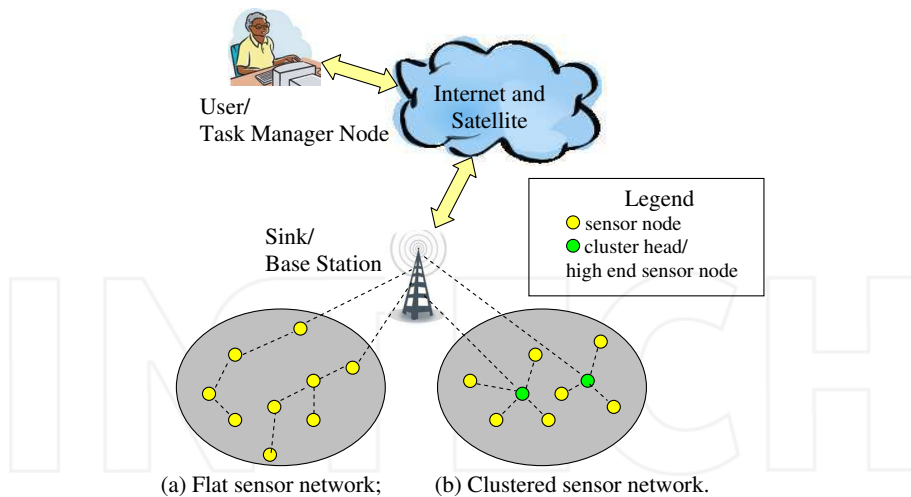 User/
Task Manager Node
Internet and
Satellite
Legend
sensor node
cluster head/
high end sensor node
Sink/
Base Station
INTECH
(a) Flat sensor network;
(b) Clustered sensor network.